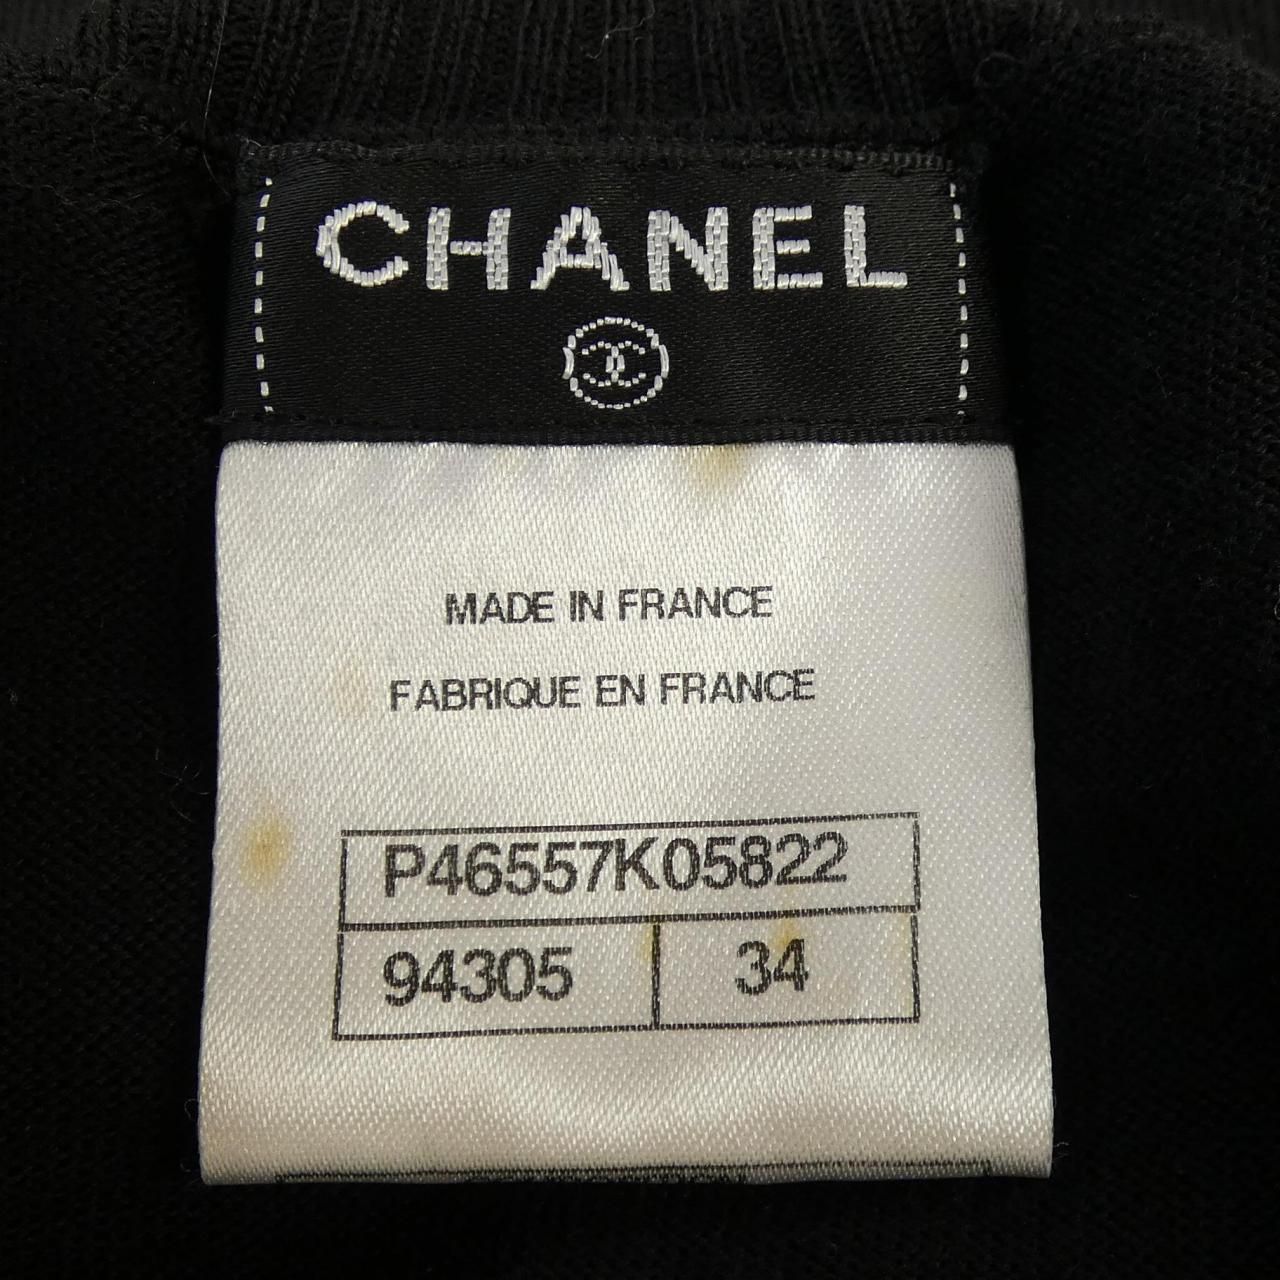 CHANEL
MADE IN FRANCE
FABRIQUE EN FRANCE
P46557K05822
94305 34